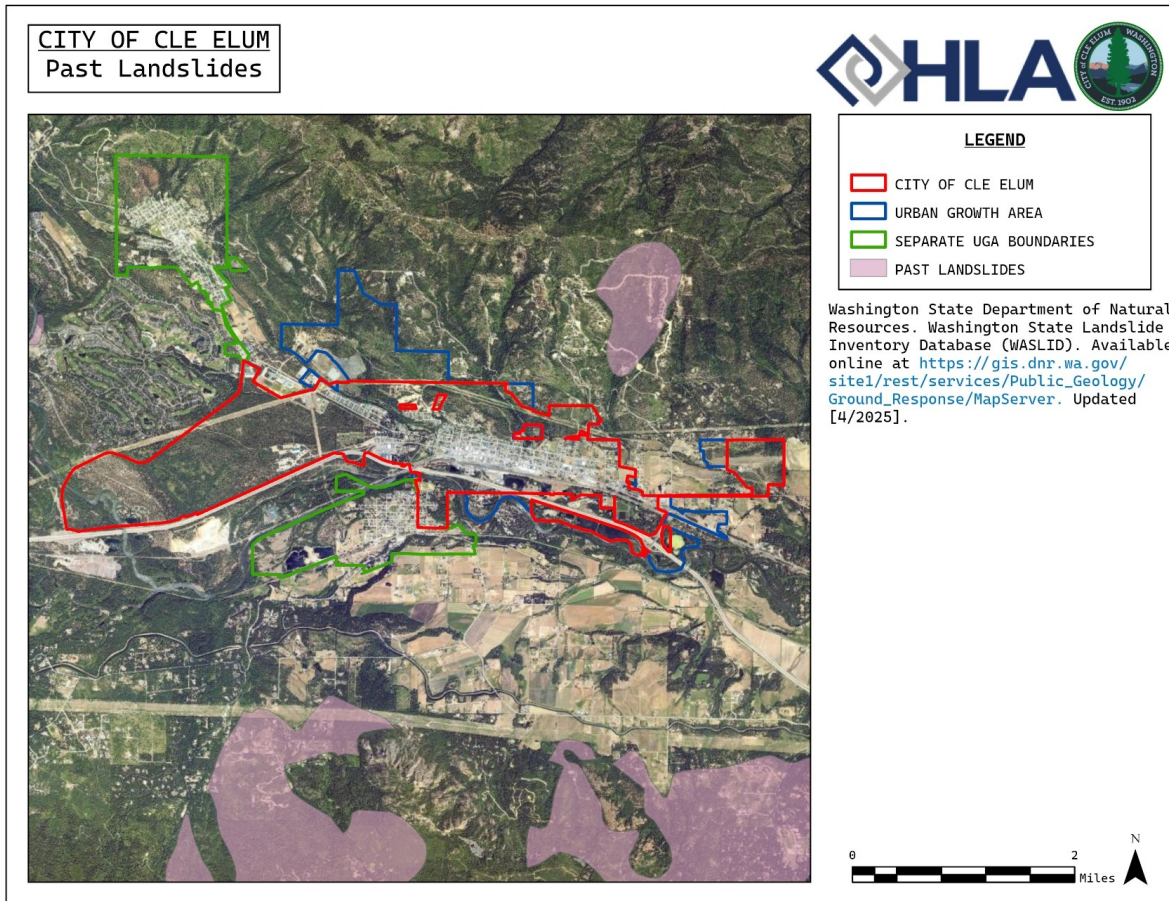 CITY OF CLE ELUM
Past Landslides
HLA
CITY of CLE ELUM WASHINGTON
EST. 1902
LEGEND
CITY OF CLE ELUM
URBAN GROWTH AREA
SEPARATE UGA BOUNDARIES
PAST LANDSLIDES
Washington State Department of Natural
Resources. Washington State Landslide
Inventory Database (WASLID). Available
online at https://gis.dnr.wa.gov/
site1/rest/services/Public_Geology/
Ground_Response/MapServer. Updated
[4/2025].
0 2
Miles
N